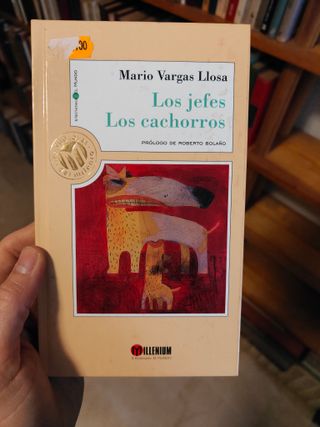 Mario Vargas Llosa
Los jefes
Los cachorros
PRÓLOGO DE ROBERTO BOLAÑO
MILLENIUM